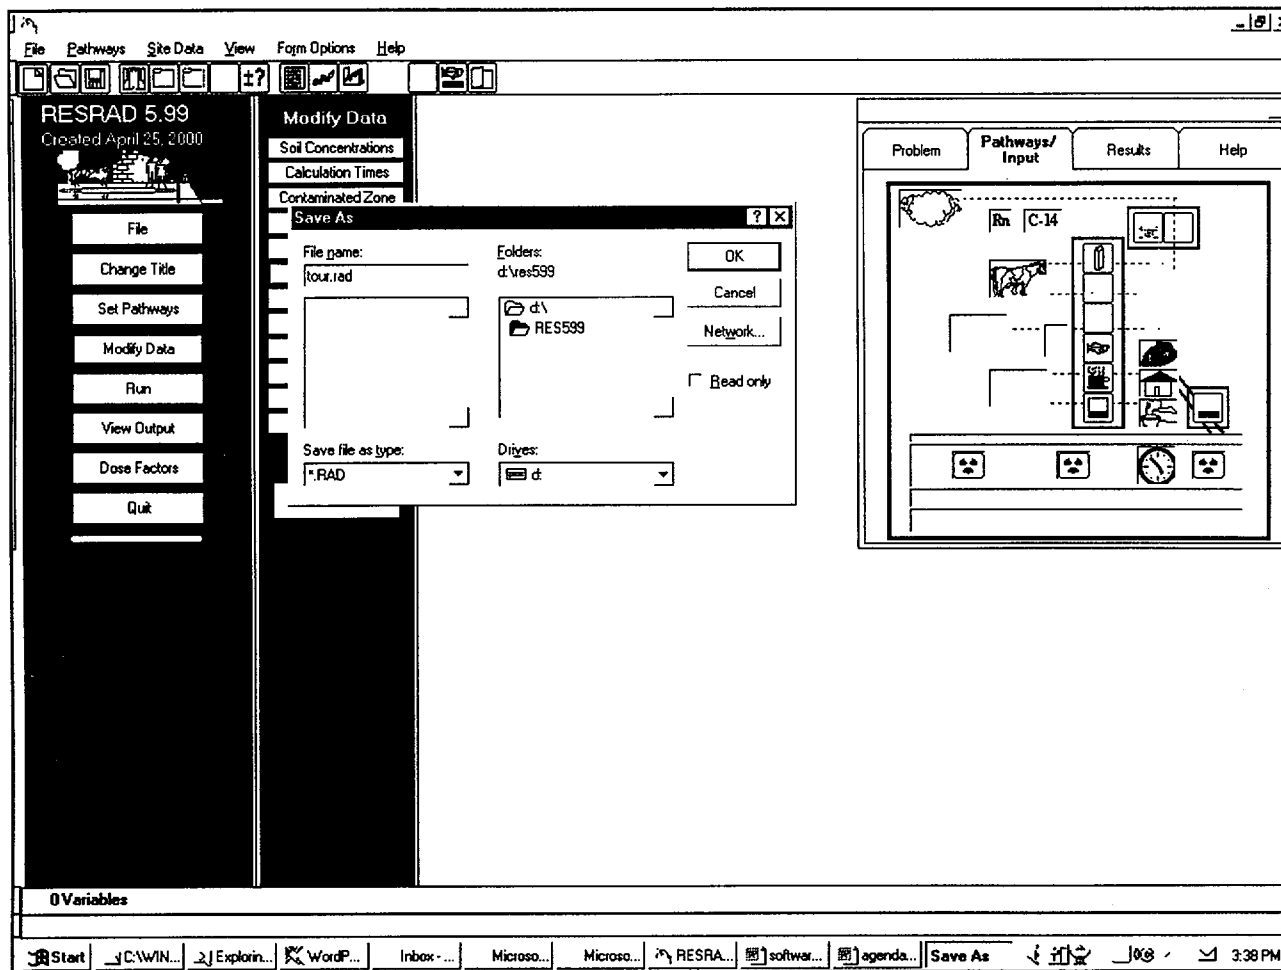 File Pathways Site Data View Form Options Help
±?
RESRAD 5.99
Created April 25, 2000
File
Change Title
Set Pathways
Modify Data
Run
View Output
Dose Factors
Quit
Modify Data
Soil Concentrations
Calculation Times
Contaminated Zone
Save As
File name:
tour.rad
Folders:
d:\res599
d:\
RES599
OK
Cancel
Network...
Read only
Save file as type:
*.RAD
Drives:
d:
Problem
Pathways/
Input
Results
Help
Rn
C-14
0 Variables
Start C:\WIN... Explorin... WordP... Inbox - ... Microso... Microso... RESRA... softwar... agenda... Save As 3:38 PM